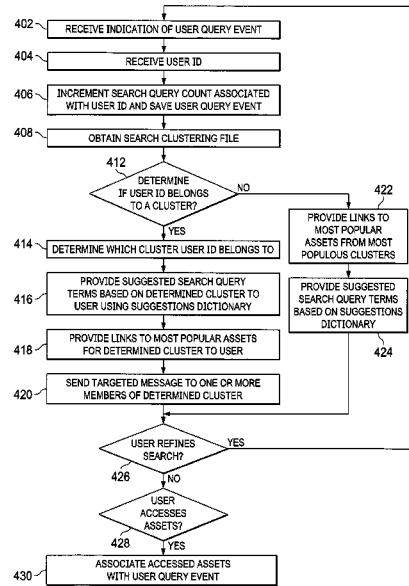 402
RECEIVE INDICATION OF USER QUERY EVENT
404
RECEIVE USER ID
406
INCREMENT SEARCH QUERY COUNT ASSOCIATED
WITH USER ID AND SAVE USER QUERY EVENT
408
OBTAIN SEARCH CLUSTERING FILE
412
DETERMINE
IF USER ID BELONGS
TO A CLUSTER?
NO
YES
422
PROVIDE LINKS TO
MOST POPULAR
ASSETS FROM MOST
POPULOUS CLUSTERS
414
DETERMINE WHICH CLUSTER USER ID BELONGS TO
416
PROVIDE SUGGESTED SEARCH QUERY
TERMS BASED ON DETERMINED CLUSTER TO
USER USING SUGGESTIONS DICTIONARY
PROVIDE SUGGESTED
SEARCH QUERY TERMS
BASED ON SUGGESTIONS
DICTIONARY
424
418
PROVIDE LINKS TO MOST POPULAR ASSETS
FOR DETERMINED CLUSTER TO USER
420
SEND TARGETED MESSAGE TO ONE OR MORE
MEMBERS OF DETERMINED CLUSTER
USER REFINES
SEARCH?
YES
426
NO
USER
ACCESSES
ASSETS?
428
YES
430
ASSOCIATE ACCESSED ASSETS
WITH USER QUERY EVENT